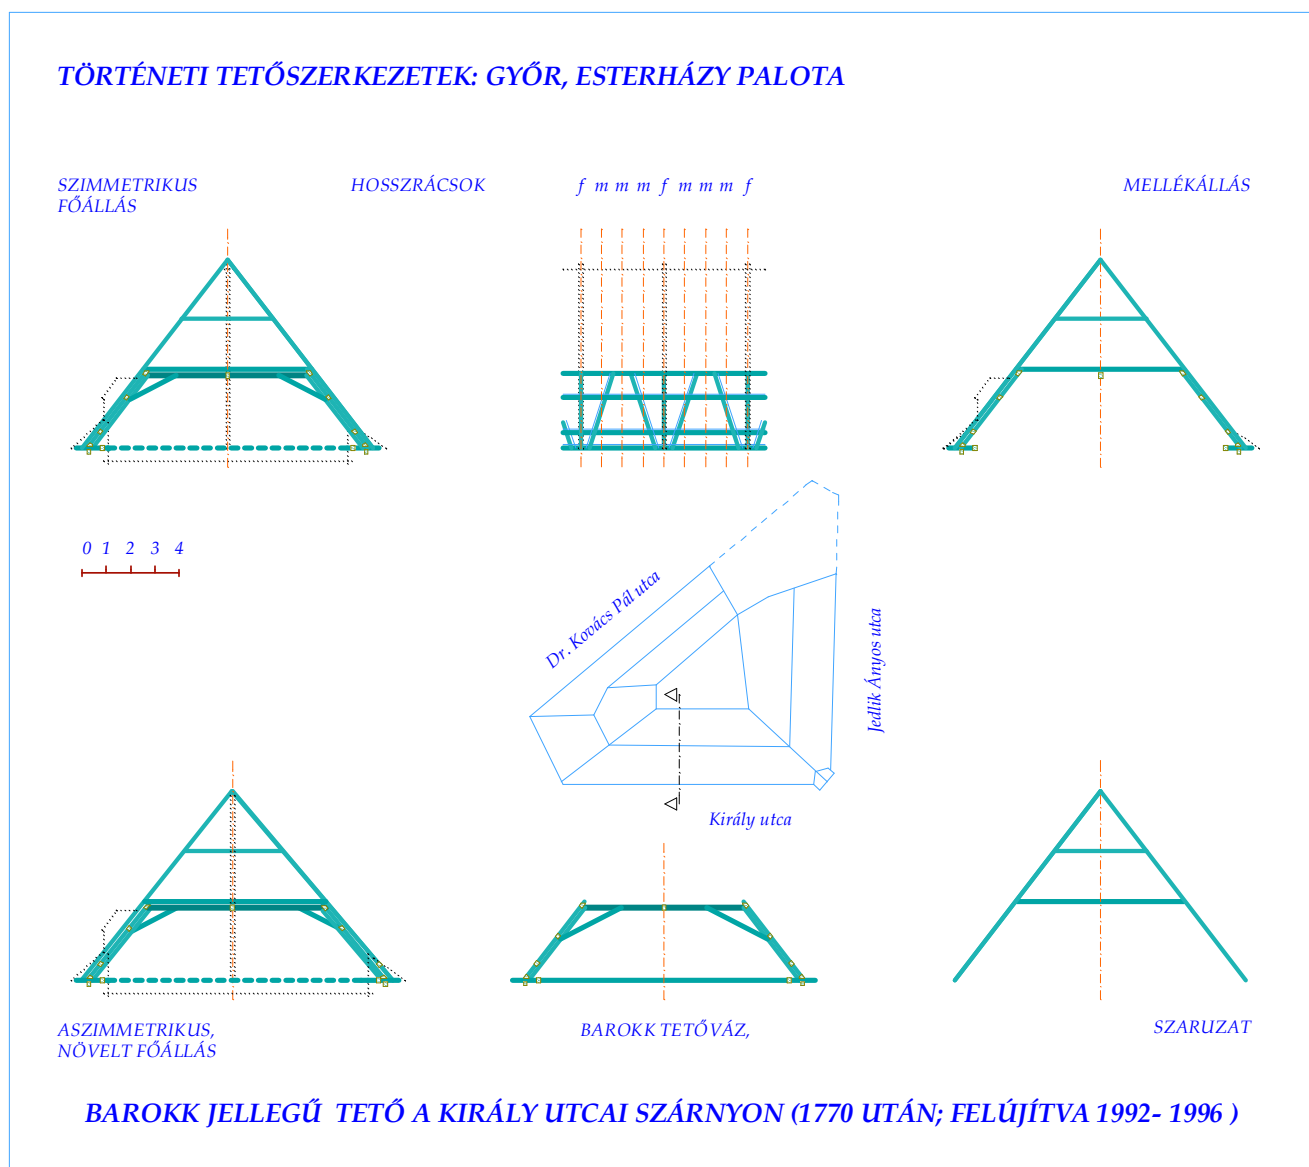 TÖRTÉNETI TETŐSZERKEZETEK: GYŐR, ESTERHÁZY PALOTA
SZIMMETRIKUS
FŐÁLLÁS
HOSSZRÁCSOK
f m m m f m m m f
MELLÉKÁLLÁS
0 1 2 3 4
Dr. Kovács Pál utca
Jedlik Ányos utca
Király utca
ASZIMMETRIKUS,
NÖVELT FŐÁLLÁS
BAROKK TETŐVÁZ,
SZARUZAT
BAROKK JELLEGŰ TETŐ A KIRÁLY UTCAI SZÁRNYON (1770 UTÁN; FELÚJÍTVA 1992- 1996 )